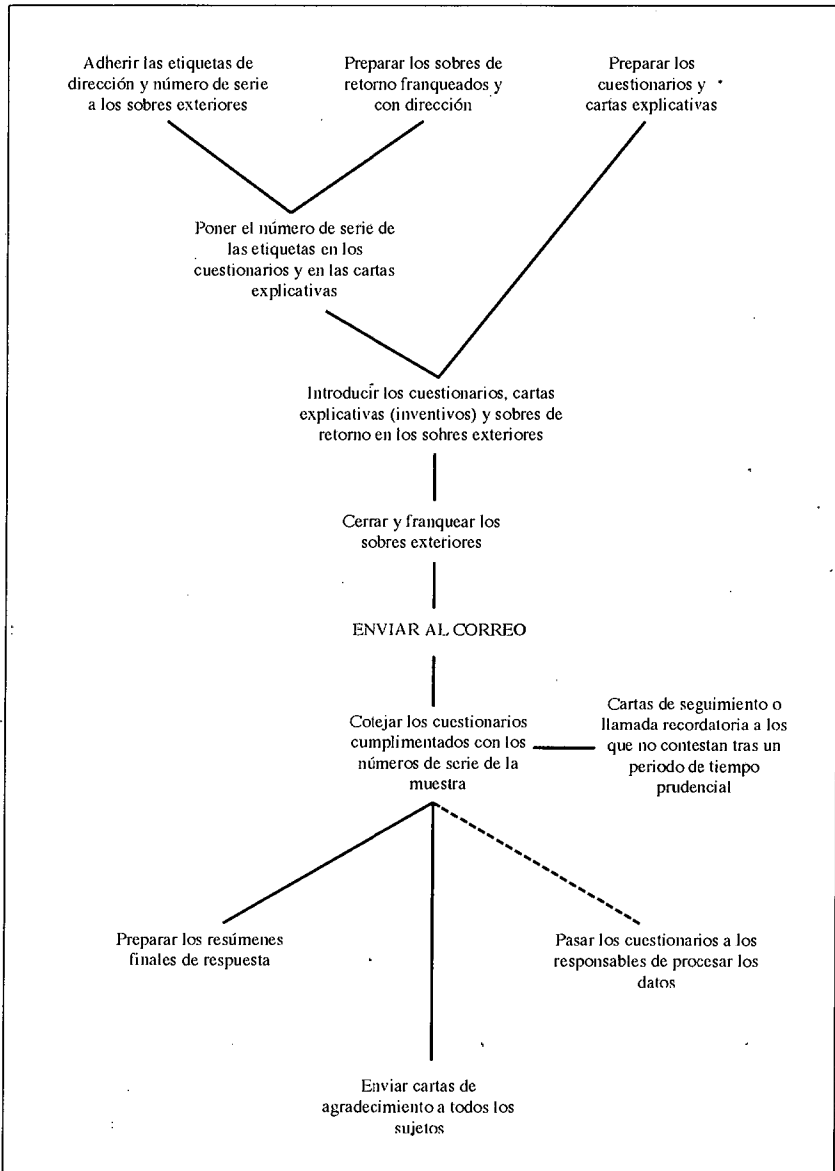 Adherir las etiquetas de
dirección y número de serie
a los sobres exteriores
Preparar los sobres de
retorno franqueados y
con dirección
Preparar los
cuestionarios y
cartas explicativas
Poner el número de serie de
las etiquetas en los
cuestionarios y en las cartas
explicativas
Introducir los cuestionarios, cartas
explicativas (inventivos) y sobres de
retorno en los sohres exteriores
Cerrar y franquear los
sobres exteriores
ENVIAR AL CORREO
Cotejar los cuestionarios
cumplimentados con los
números de serie de la
muestra
Cartas de seguimiento o
llamada recordatoria a los
que no contestan tras un
periodo de tiempo
prudencial
Preparar los resúmenes
finales de respuesta
Pasar los cuestionarios a los
responsables de procesar los
datos
Enviar cartas de
agradecimiento a todos los
sujetos